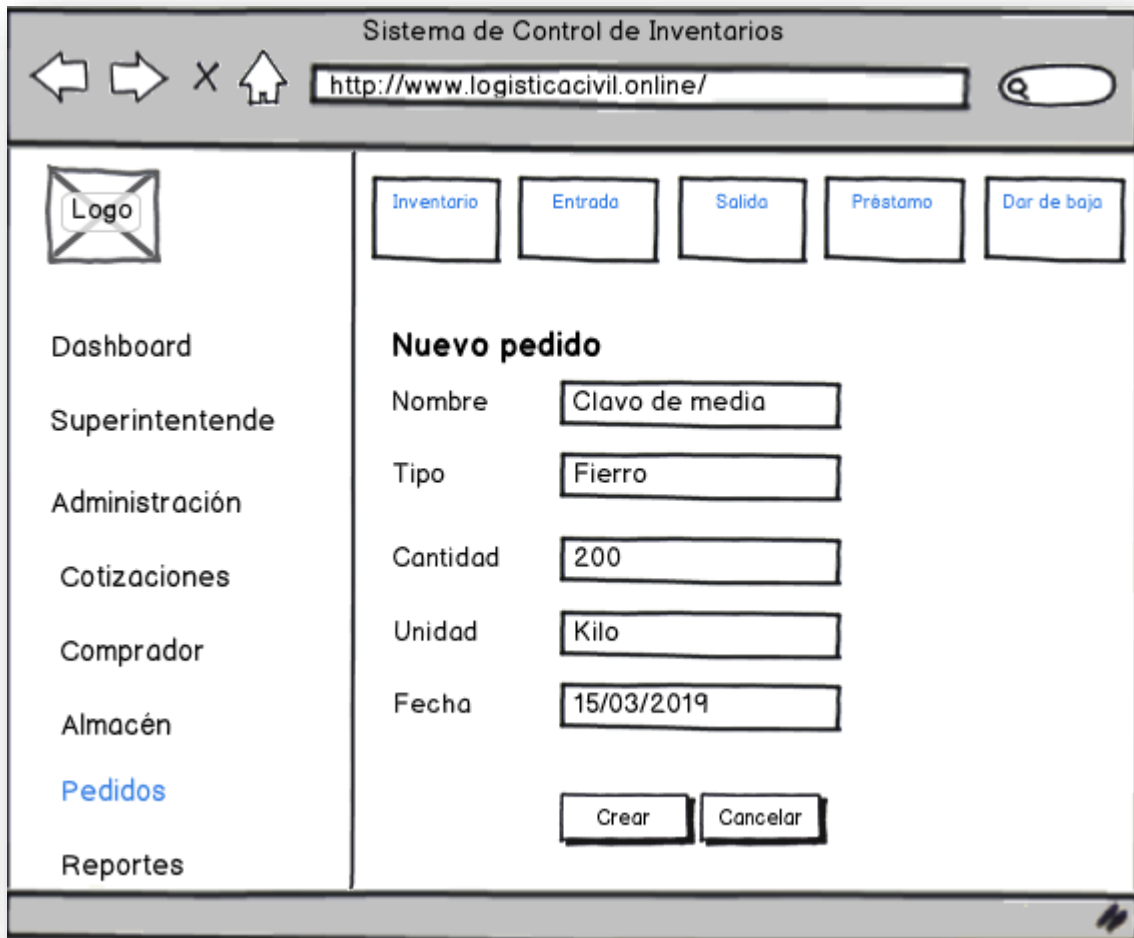 Sistema de Control de Inventarios
http://www.logisticacivil.online/
Logo
Dashboard
Superintentende
Administración
Cotizaciones
Comprador
Almacén
Pedidos
Reportes
Inventario
Entrada
Salida
Préstamo
Dar de baja
Nuevo pedido
Nombre
Clavo de media
Tipo
Fierro
Cantidad
200
Unidad
Kilo
Fecha
15/03/2019
Crear
Cancelar